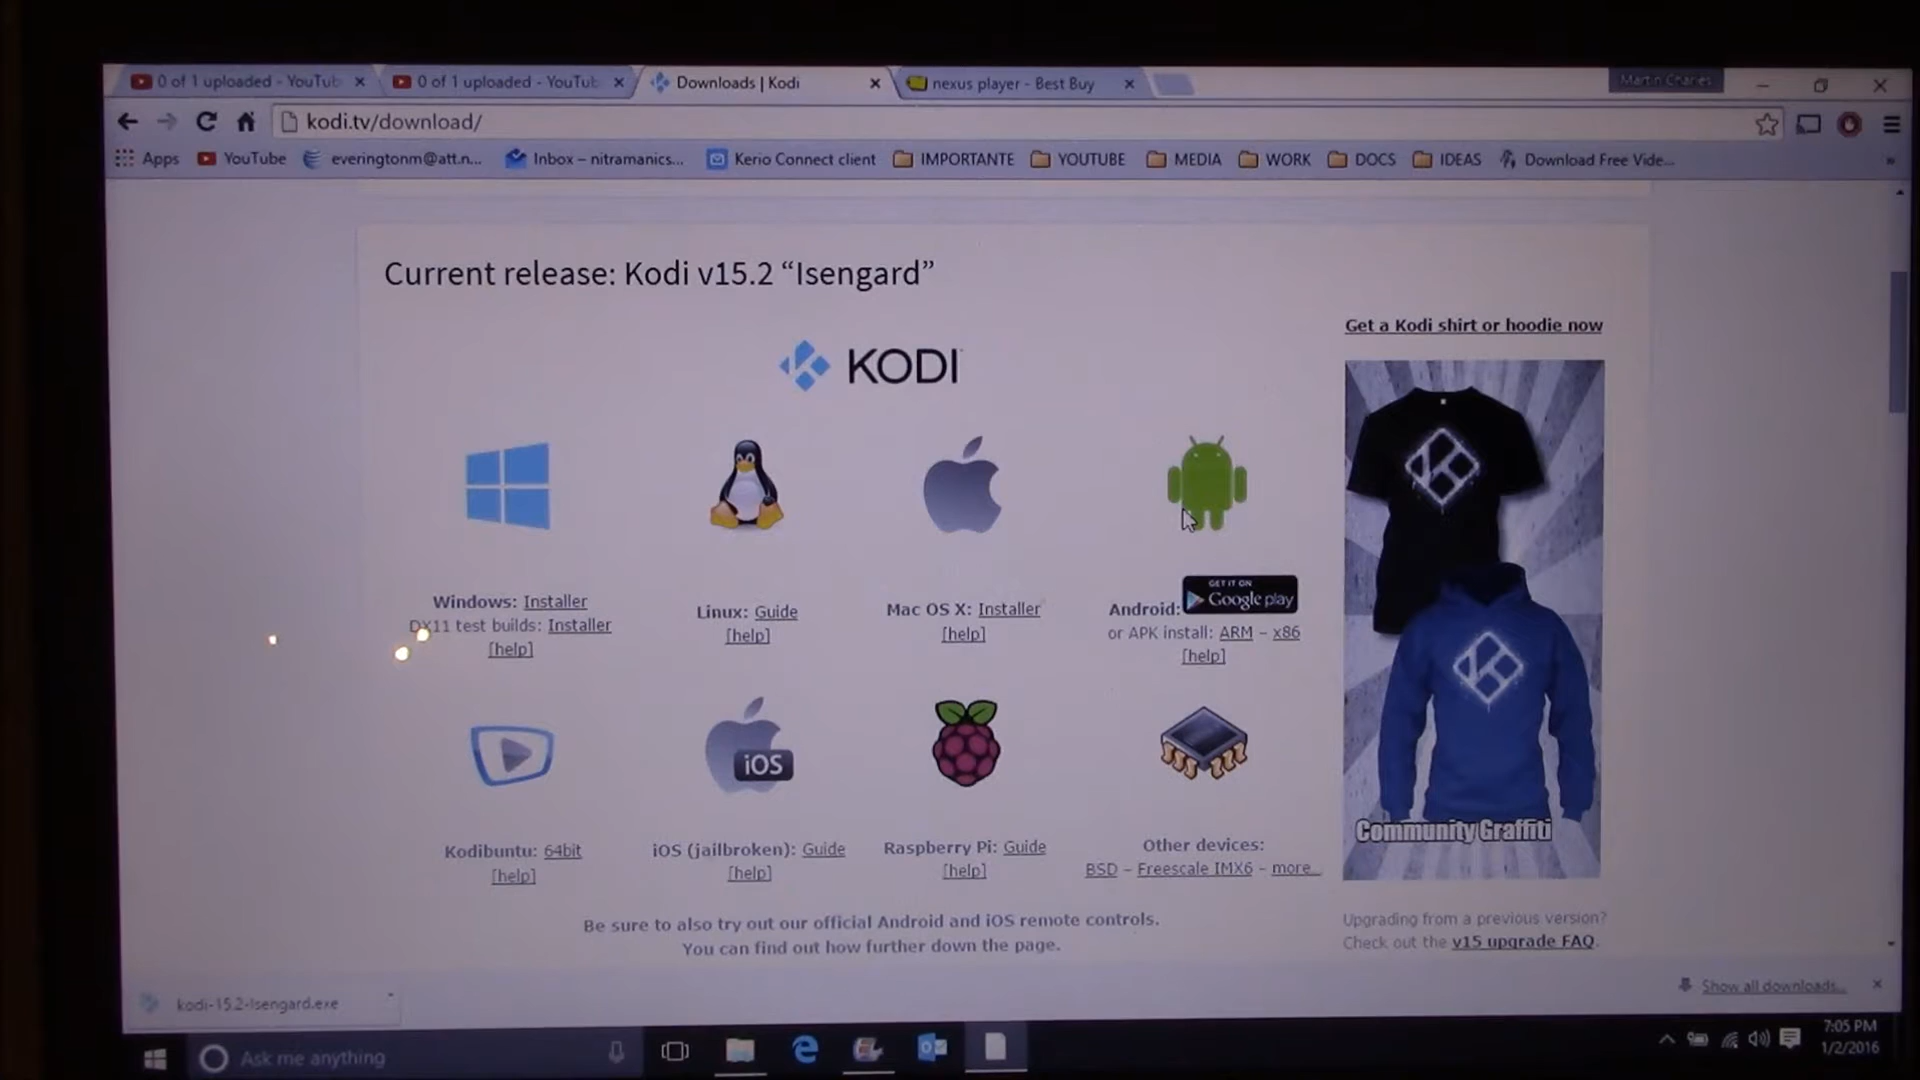 0 of 1 uploaded - YouTub
0 of 1 uploaded - YouTub
Downloads | Kodi
nexus player - Best Buy
Martin Charles
kodi.tv/download/
Apps
YouTube
everingtonm@att.n...
Inbox – nitramanics...
Kerio Connect client
IMPORTANTE
YOUTUBE
MEDIA
WORK
DOCS
IDEAS
Download Free Vide...
»
Current release: Kodi v15.2 “Isengard”
KODI
Windows: Installer
DX11 test builds: Installer
[help]
Linux: Guide
[help]
Mac OS X: Installer
[help]
Android: GET IT ON Google play
or APK install: ARM – x86
[help]
Kodibuntu: 64bit
[help]
iOS
iOS (jailbroken): Guide
[help]
Raspberry Pi: Guide
[help]
Other devices:
BSD – Freescale IMX6 – more...
Be sure to also try out our official Android and iOS remote controls.
You can find out how further down the page.
Get a Kodi shirt or hoodie now
Community Graffiti
Upgrading from a previous version?
Check out the v15 upgrade FAQ.
kodi-15.2-Isengard.exe
Show all downloads...
Ask me anything
7:05 PM
1/2/2016